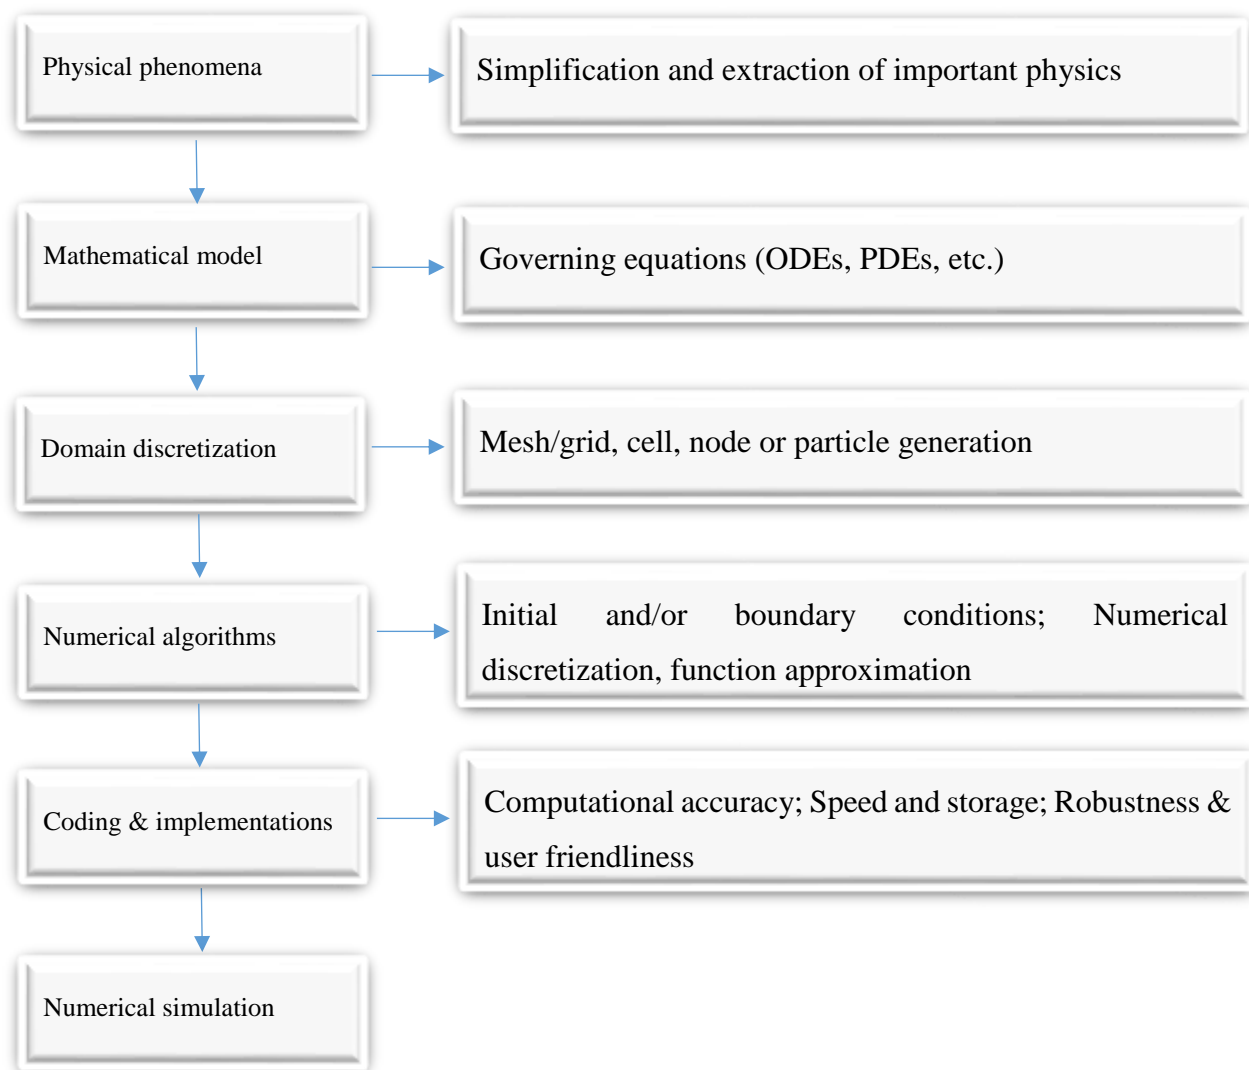 Physical phenomena
Simplification and extraction of important physics
Mathematical model
Governing equations (ODEs, PDEs, etc.)
Domain discretization
Mesh/grid, cell, node or particle generation
Numerical algorithms
Initial and/or boundary conditions; Numerical
discretization, function approximation
Coding & implementations
Computational accuracy; Speed and storage; Robustness &
user friendliness
Numerical simulation